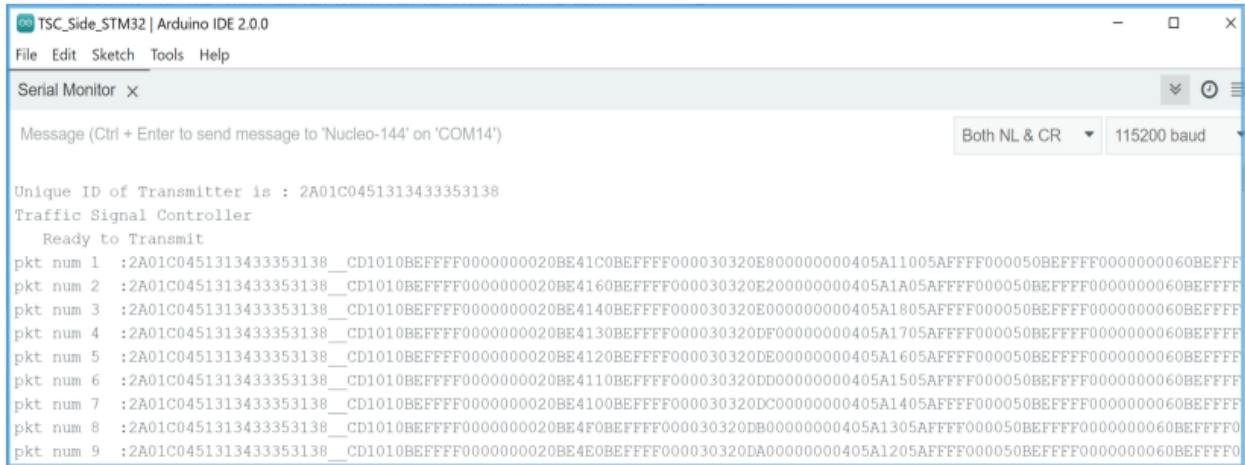 TSC_Side_STM32 | Arduino IDE 2.0.0
File Edit Sketch Tools Help
Serial Monitor
Message (Ctrl + Enter to send message to 'Nucleo-144' on 'COM14')
Both NL & CR
115200 baud
Unique ID of Transmitter is : 2A01C0451313433353138
Traffic Signal Controller
Ready to Transmit
pkt num 1 :2A01C0451313433353138__CD1010BEFFFF0000000020BE41C0BEFFFF000030320E800000000405A11005AFFFF000050BEFFFF0000000060BEFFF
pkt num 2 :2A01C0451313433353138__CD1010BEFFFF0000000020BE4160BEFFFF000030320E200000000405A1A05AFFFF000050BEFFFF0000000060BEFFFF
pkt num 3 :2A01C0451313433353138__CD1010BEFFFF0000000020BE4140BEFFFF000030320E000000000405A1805AFFFF000050BEFFFF0000000060BEFFFF
pkt num 4 :2A01C0451313433353138__CD1010BEFFFF0000000020BE4130BEFFFF000030320DF00000000405A1705AFFFF000050BEFFFF0000000060BEFFFF
pkt num 5 :2A01C0451313433353138__CD1010BEFFFF0000000020BE4120BEFFFF000030320DE00000000405A1605AFFFF000050BEFFFF0000000060BEFFFF
pkt num 6 :2A01C0451313433353138__CD1010BEFFFF0000000020BE4110BEFFFF000030320DD00000000405A1505AFFFF000050BEFFFF0000000060BEFFFF
pkt num 7 :2A01C0451313433353138__CD1010BEFFFF0000000020BE4100BEFFFF000030320DC00000000405A1405AFFFF000050BEFFFF0000000060BEFFFF
pkt num 8 :2A01C0451313433353138__CD1010BEFFFF0000000020BE4F0BEFFFF000030320DB00000000405A1305AFFFF000050BEFFFF0000000060BEFFFF0
pkt num 9 :2A01C0451313433353138__CD1010BEFFFF0000000020BE4E0BEFFFF000030320DA00000000405A1205AFFFF000050BEFFFF0000000060BEFFFF0